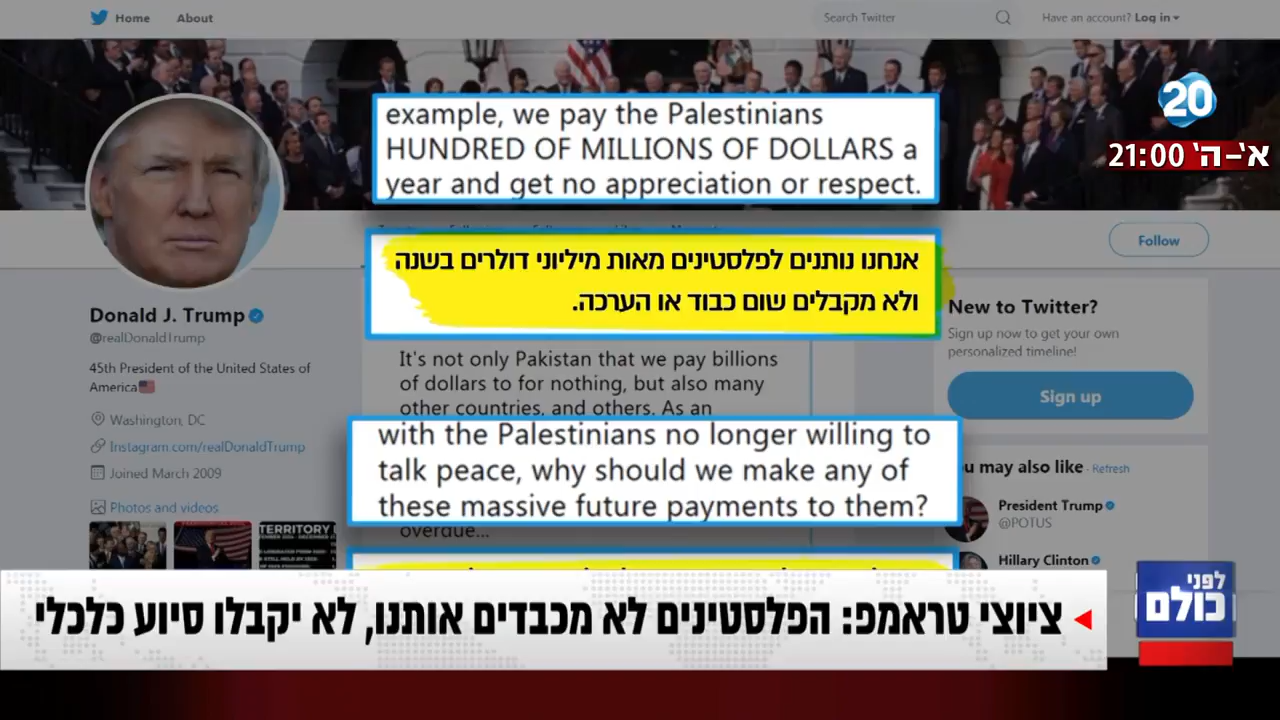 Home About
Search Twitter
Have an account? Log in
20
א'-ה' 21:00
example, we pay the Palestinians
HUNDRED OF MILLIONS OF DOLLARS a
year and get no appreciation or respect.
Follow
אנחנו נותנים לפלסטינים מאות מיליוני דולרים בשנה
ולא מקבלים שום כבוד או הערכה.
Donald J. Trump
@realDonaldTrump
45th President of the United States of
America
Washington, DC
Instagram.com/realDonaldTrump
Joined March 2009
Photos and videos
TERRITORY
It's not only Pakistan that we pay billions
of dollars to for nothing, but also many
other countries, and others. As an
with the Palestinians no longer willing to
talk peace, why should we make any of
these massive future payments to them?
overdue...
New to Twitter?
Sign up now to get your own
personalized timeline!
Sign up
u may also like · Refresh
President Trump
@POTUS
Hillary Clinton
ציוצי טראמפ: הפלסטינים לא מכבדים אותנו, לא יקבלו סיוע כלכלי
לפני
כולם